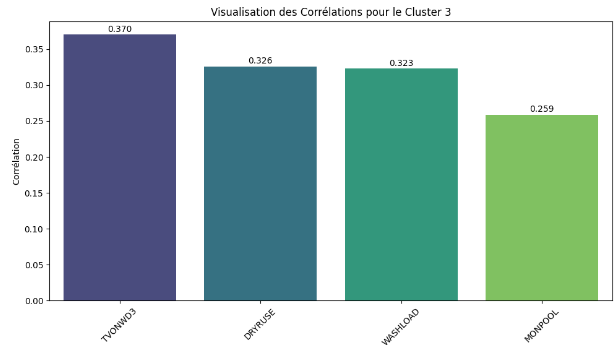 Visualisation des Corrélations pour le Cluster 3
0.370
0.326
0.323
0.259
Corrélation
0.35
0.30
0.25
0.20
0.15
0.10
0.05
0.00
TVONWD3
DRYRUSE
WASHLOAD
MONPOOL